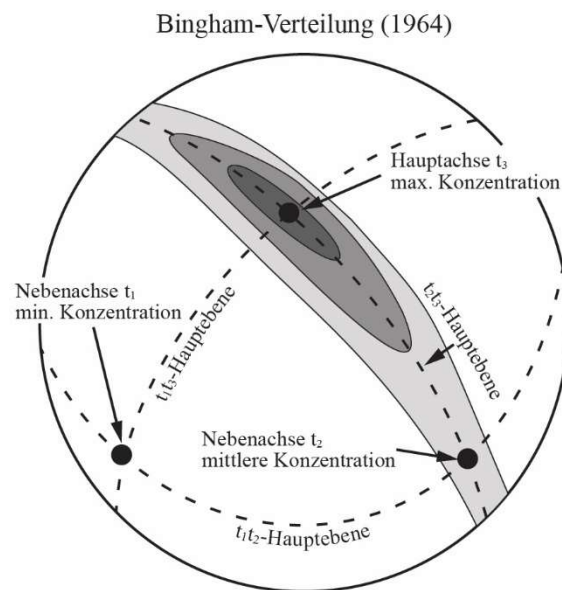 Bingham-Verteilung (1964)
Hauptachse t₃
max. Konzentration
Nebenachse t₁
min. Konzentration
t₁t₃-Hauptebene
t₂t₃-Hauptebene
Nebenachse t₂
mittlere Konzentration
t₁t₂-Hauptebene